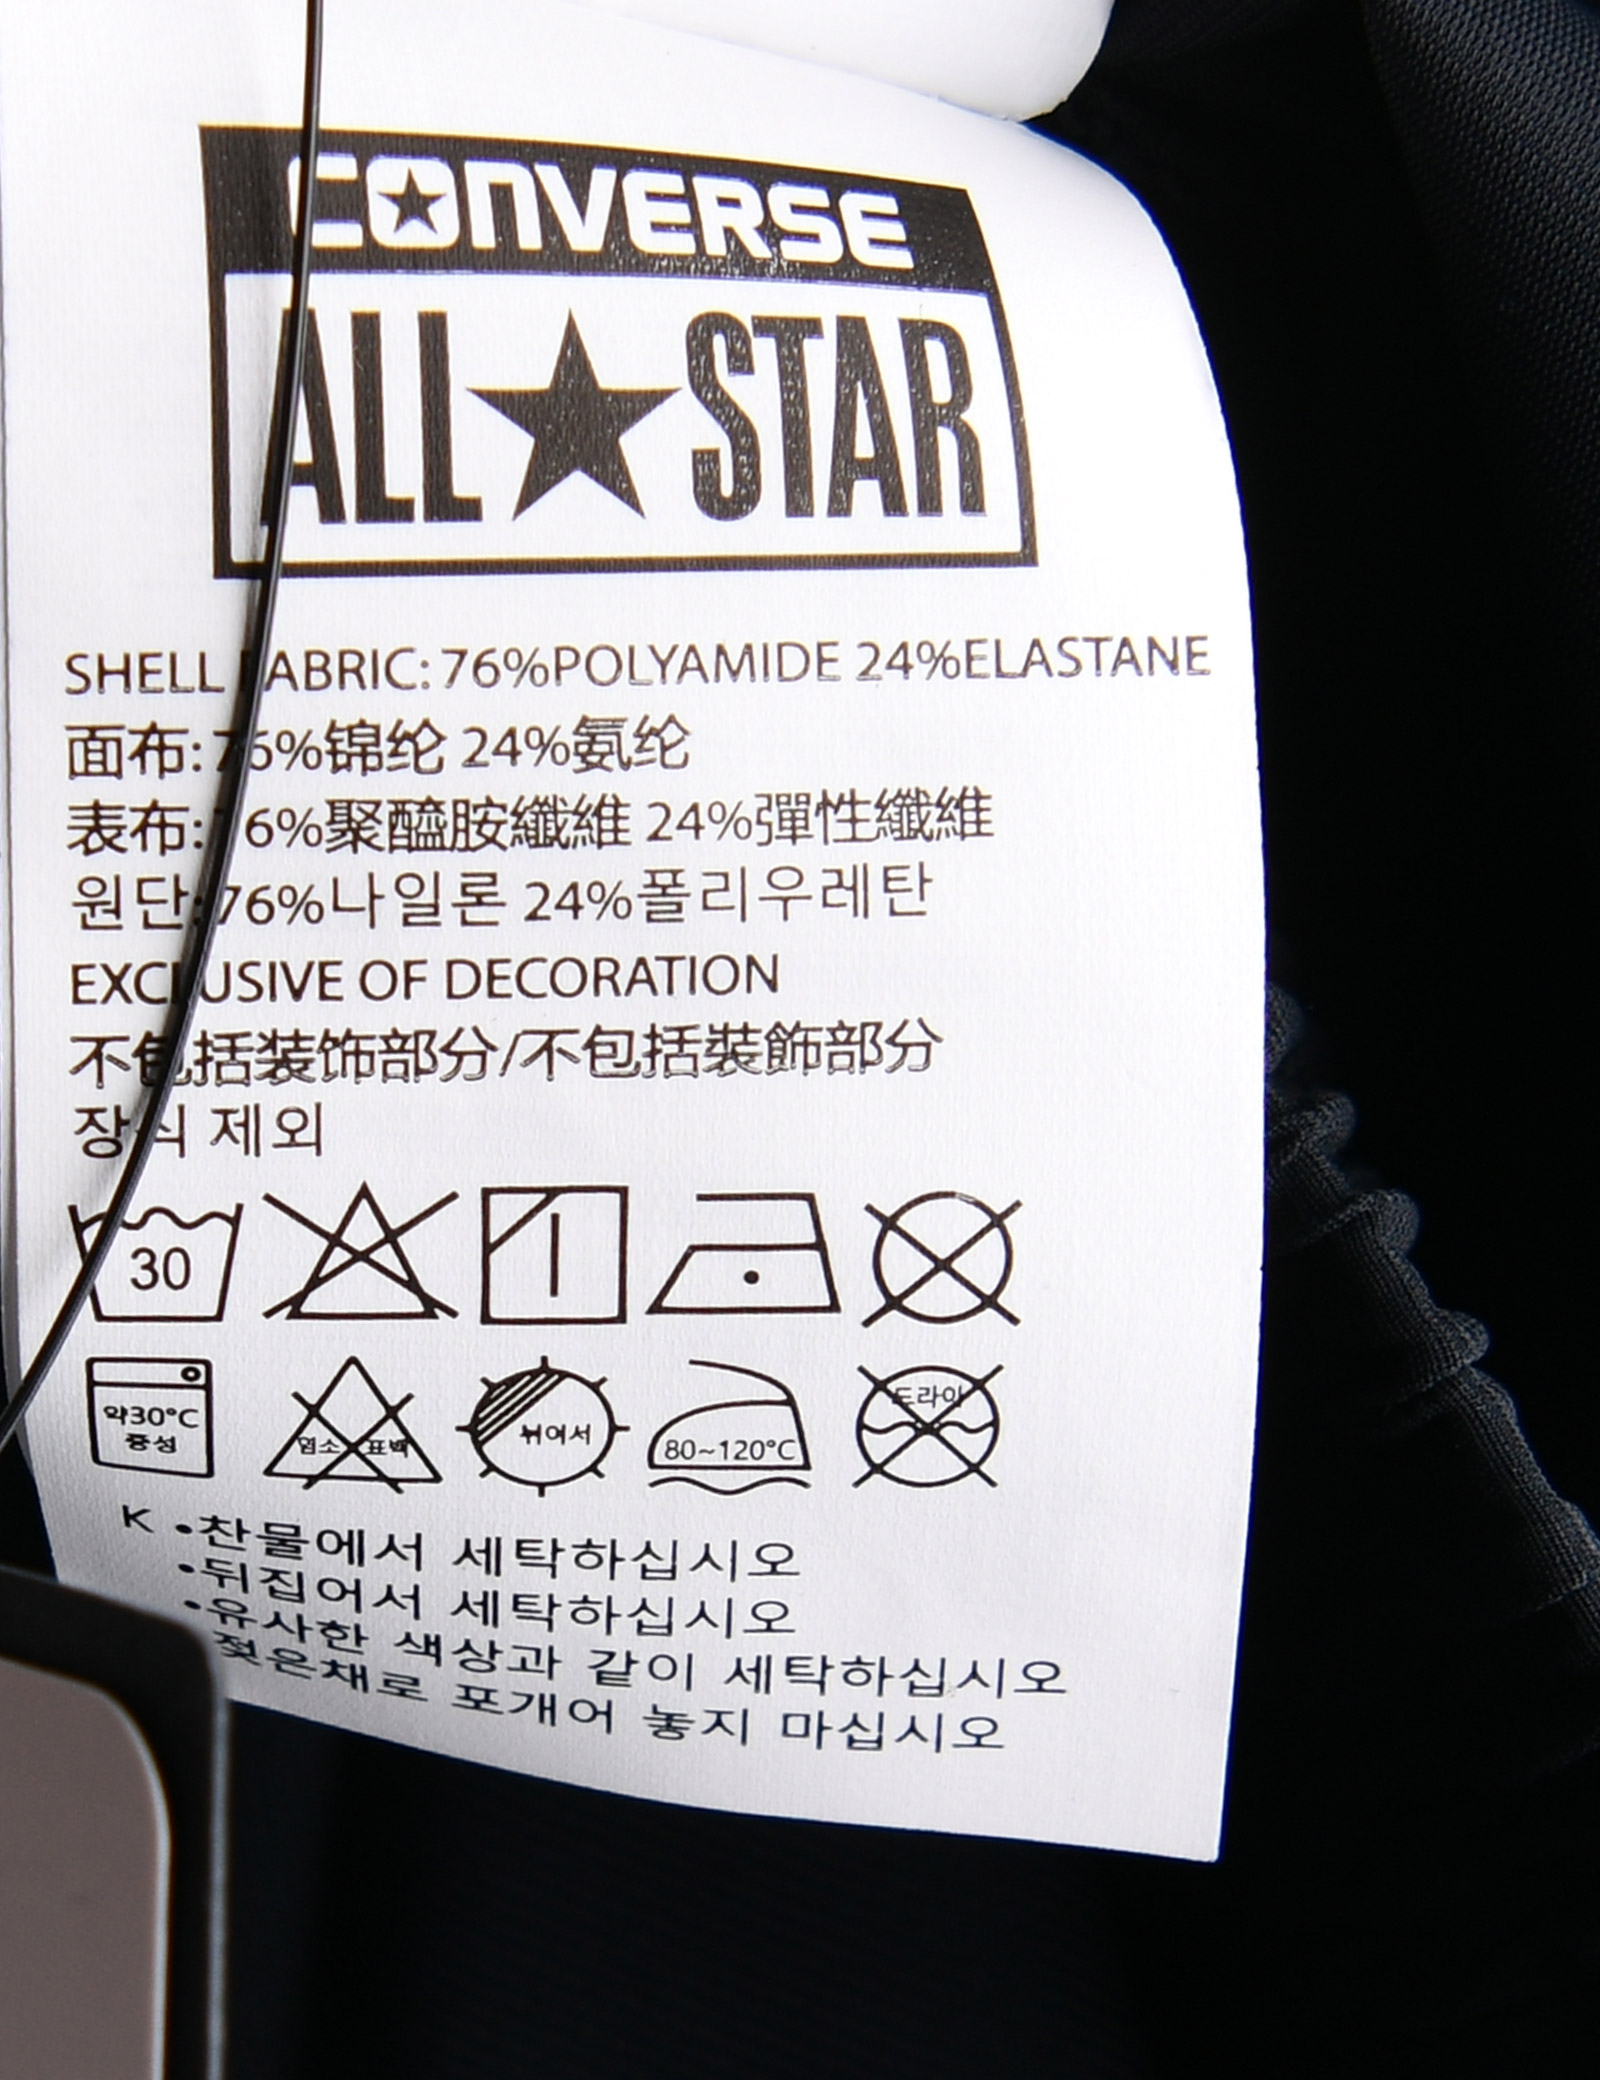 CONVERSE
ALL★STAR
SHELL FABRIC: 76%POLYAMIDE 24%ELASTANE
面布: 76%锦纶 24%氨纶
表布: 76%聚醯胺纖維 24%彈性纖維
원단: 76%나일론 24%폴리우레탄
EXCLUSIVE OF DECORATION
不包括装饰部分/不包括裝飾部分
장식 제외
30
약30°C
중성
염소 표백
뉘어서
80~120°C
드라이
K •찬물에서 세탁하십시오
•뒤집어서 세탁하십시오
•유사한 색상과 같이 세탁하십시오
젖은채로 포개어 놓지 마십시오